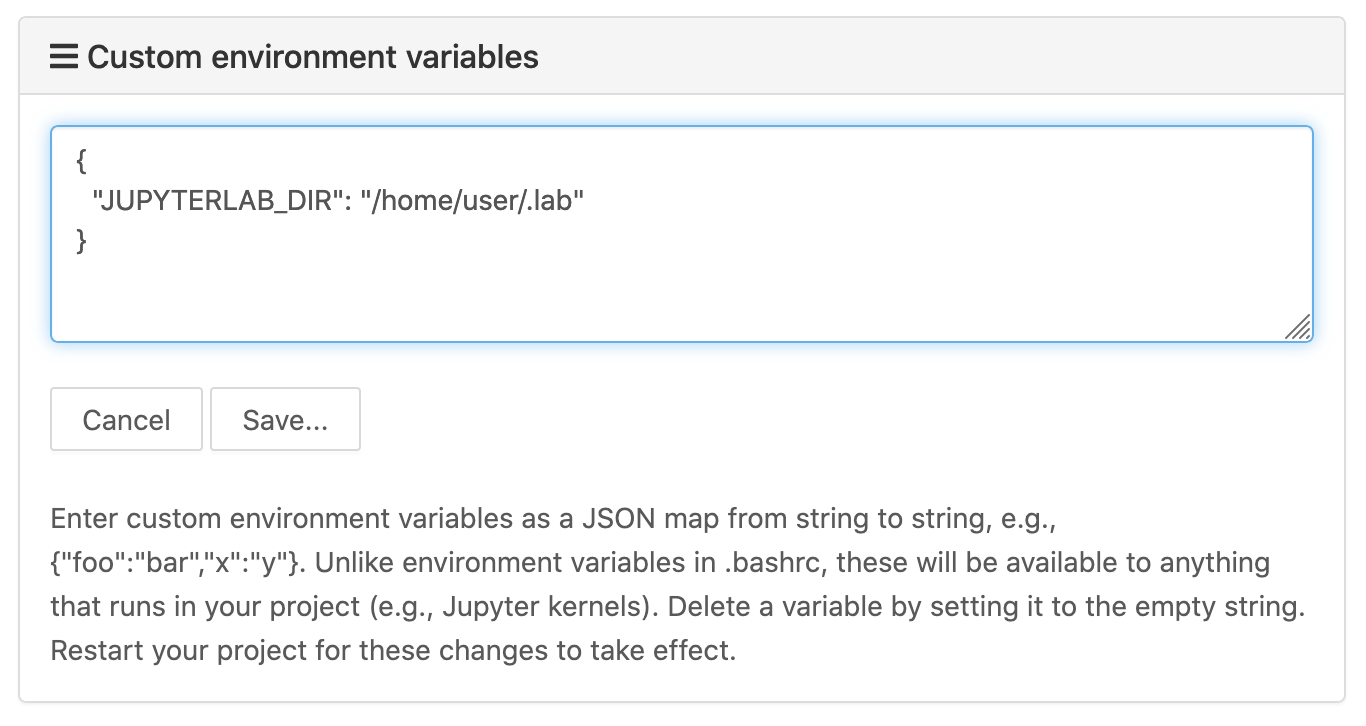 Custom environment variables
{
  "JUPYTERLAB_DIR": "/home/user/.lab"
}
Cancel Save...
Enter custom environment variables as a JSON map from string to string, e.g.,
{"foo":"bar","x":"y"}. Unlike environment variables in .bashrc, these will be available to anything
that runs in your project (e.g., Jupyter kernels). Delete a variable by setting it to the empty string.
Restart your project for these changes to take effect.